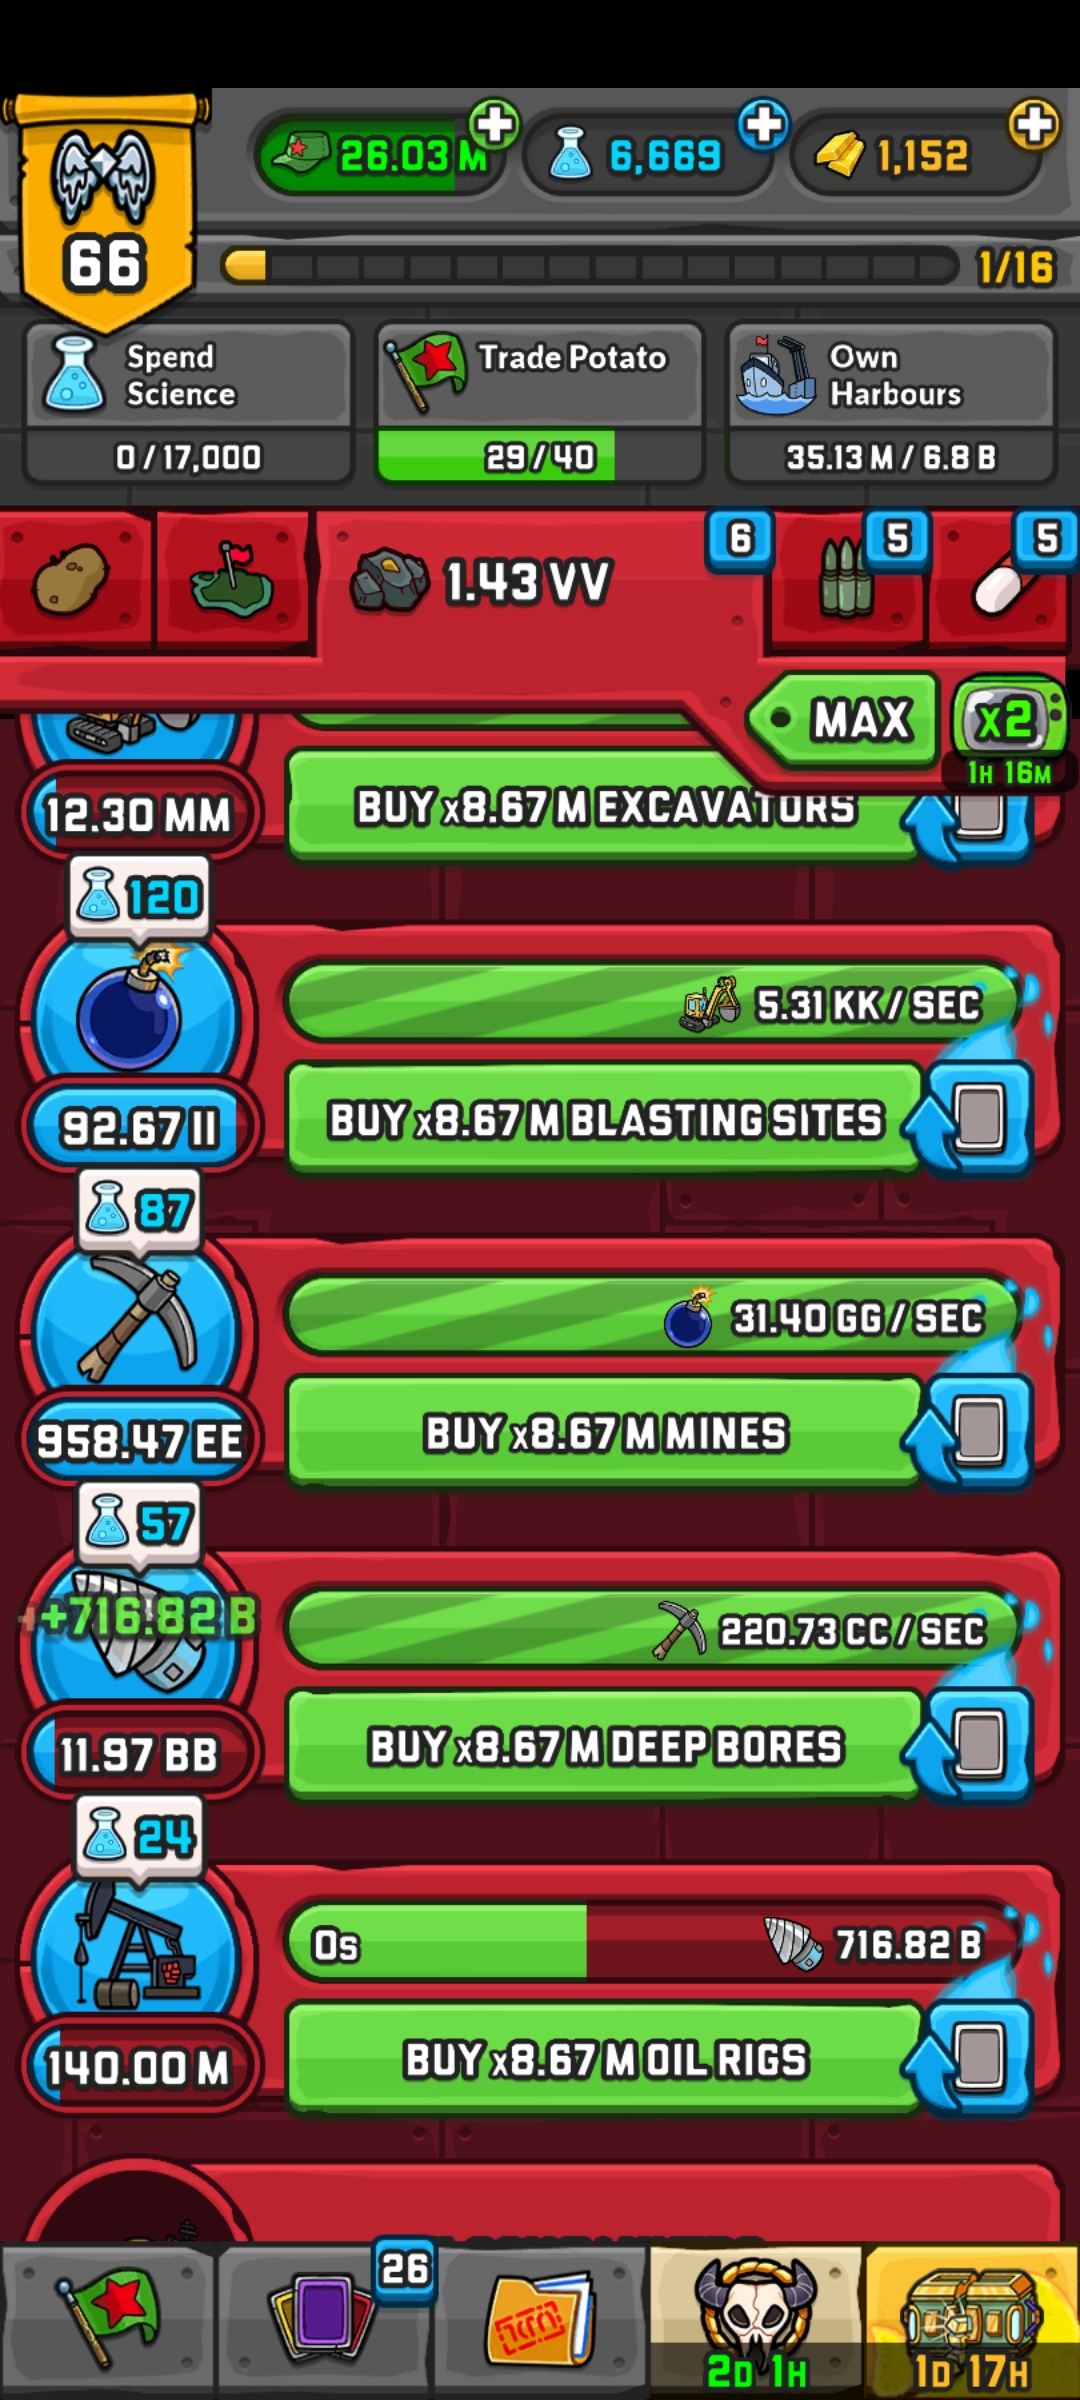 26.03 M
6,669
1,152
66
1/16
Spend
Science
0 / 17,000
Trade Potato
29 / 40
Own
Harbours
35.13 M / 6.8 B
1.43 VV
6
5
5
MAX
x2
1H 16M
12.30 MM
BUY x8.67 M EXCAVATORS
120
5.31 KK / SEC
92.67 II
BUY x8.67 M BLASTING SITES
87
31.40 GG / SEC
958.47 EE
BUY x8.67 M MINES
57
+716.82 B
220.73 CC / SEC
11.97 BB
BUY x8.67 M DEEP BORES
24
0s
716.82 B
140.00 M
BUY x8.67 M OIL RIGS
26
2D 1H
1D 17H